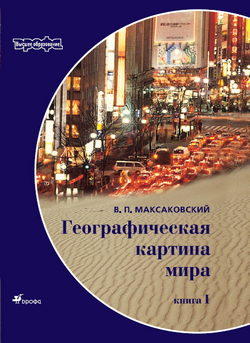 Высшее образование
В. П. МАКСАКОВСКИЙ
Географическая
картина
мира
книга I
ДРОФА